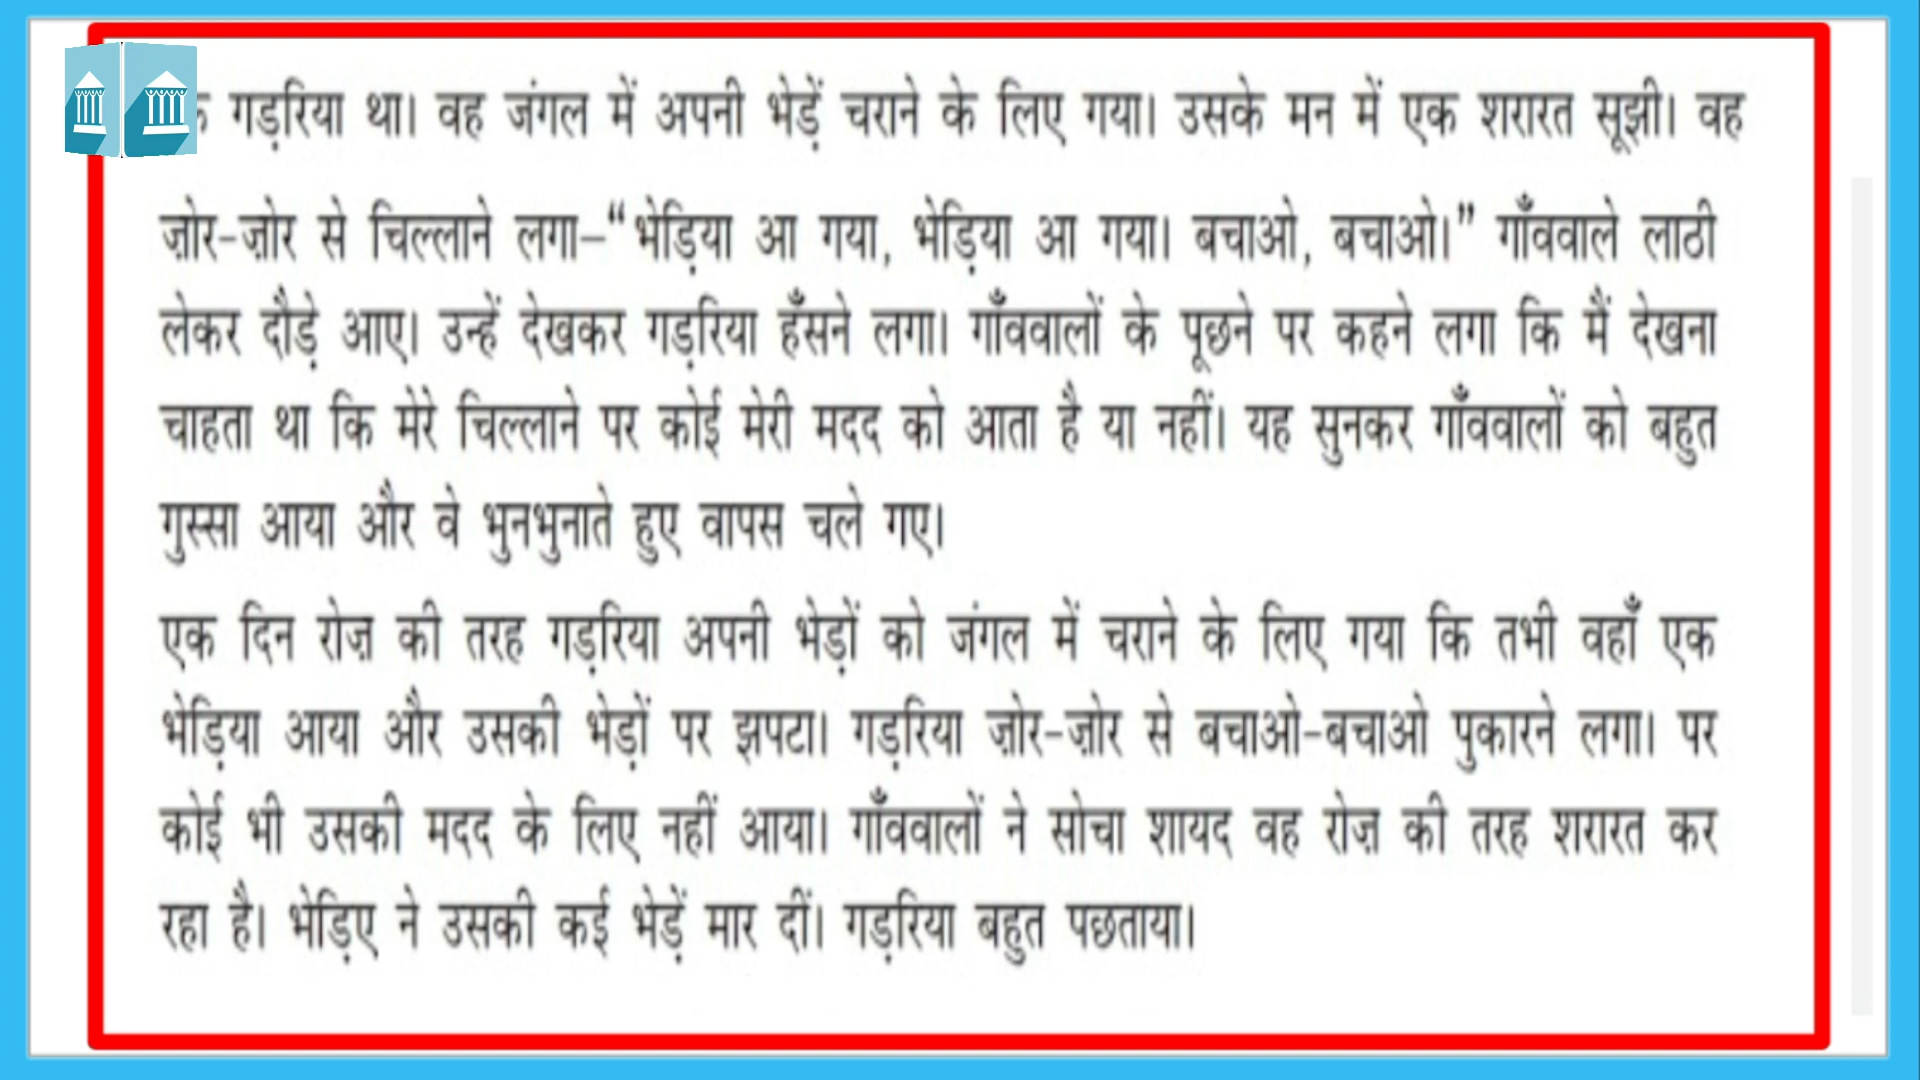 गड़रिया था। वह जंगल में अपनी भेड़ें चराने के लिए गया। उसके मन में एक शरारत सूझी। वह
ज़ोर-ज़ोर से चिल्लाने लगा–“भेड़िया आ गया, भेड़िया आ गया। बचाओ, बचाओ।” गाँववाले लाठी
लेकर दौड़े आए। उन्हें देखकर गड़रिया हँसने लगा। गाँववालों के पूछने पर कहने लगा कि मैं देखना
चाहता था कि मेरे चिल्लाने पर कोई मेरी मदद को आता है या नहीं। यह सुनकर गाँववालों को बहुत
गुस्सा आया और वे भुनभुनाते हुए वापस चले गए।
एक दिन रोज़ की तरह गड़रिया अपनी भेड़ों को जंगल में चराने के लिए गया कि तभी वहाँ एक
भेड़िया आया और उसकी भेड़ों पर झपटा। गड़रिया ज़ोर-ज़ोर से बचाओ-बचाओ पुकारने लगा। पर
कोई भी उसकी मदद के लिए नहीं आया। गाँववालों ने सोचा शायद वह रोज़ की तरह शरारत कर
रहा है। भेड़िए ने उसकी कई भेड़ें मार दीं। गड़रिया बहुत पछताया।